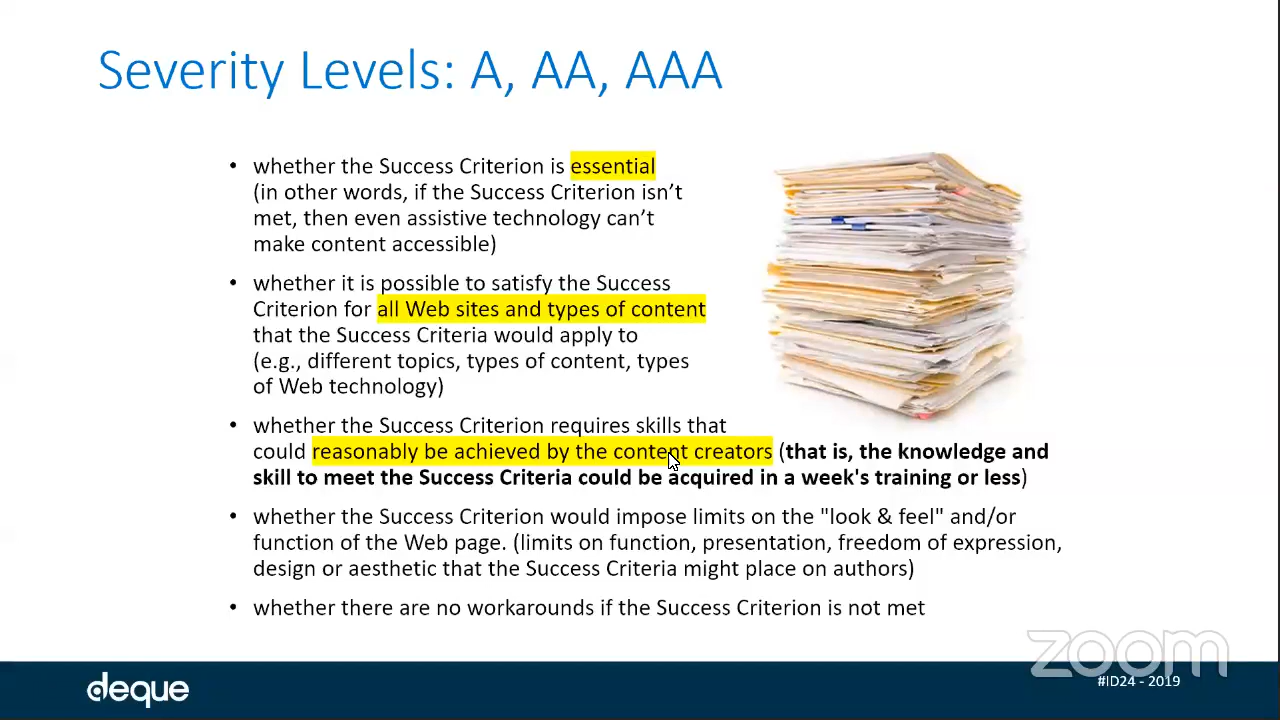 Severity Levels: A, AA, AAA
• whether the Success Criterion is essential
(in other words, if the Success Criterion isn’t
met, then even assistive technology can’t
make content accessible)
• whether it is possible to satisfy the Success
Criterion for all Web sites and types of content
that the Success Criteria would apply to
(e.g., different topics, types of content, types
of Web technology)
• whether the Success Criterion requires skills that
could reasonably be achieved by the content creators (that is, the knowledge and
skill to meet the Success Criteria could be acquired in a week's training or less)
• whether the Success Criterion would impose limits on the "look & feel" and/or
function of the Web page. (limits on function, presentation, freedom of expression,
design or aesthetic that the Success Criteria might place on authors)
• whether there are no workarounds if the Success Criterion is not met
zoom
deque
#ID24 - 2019